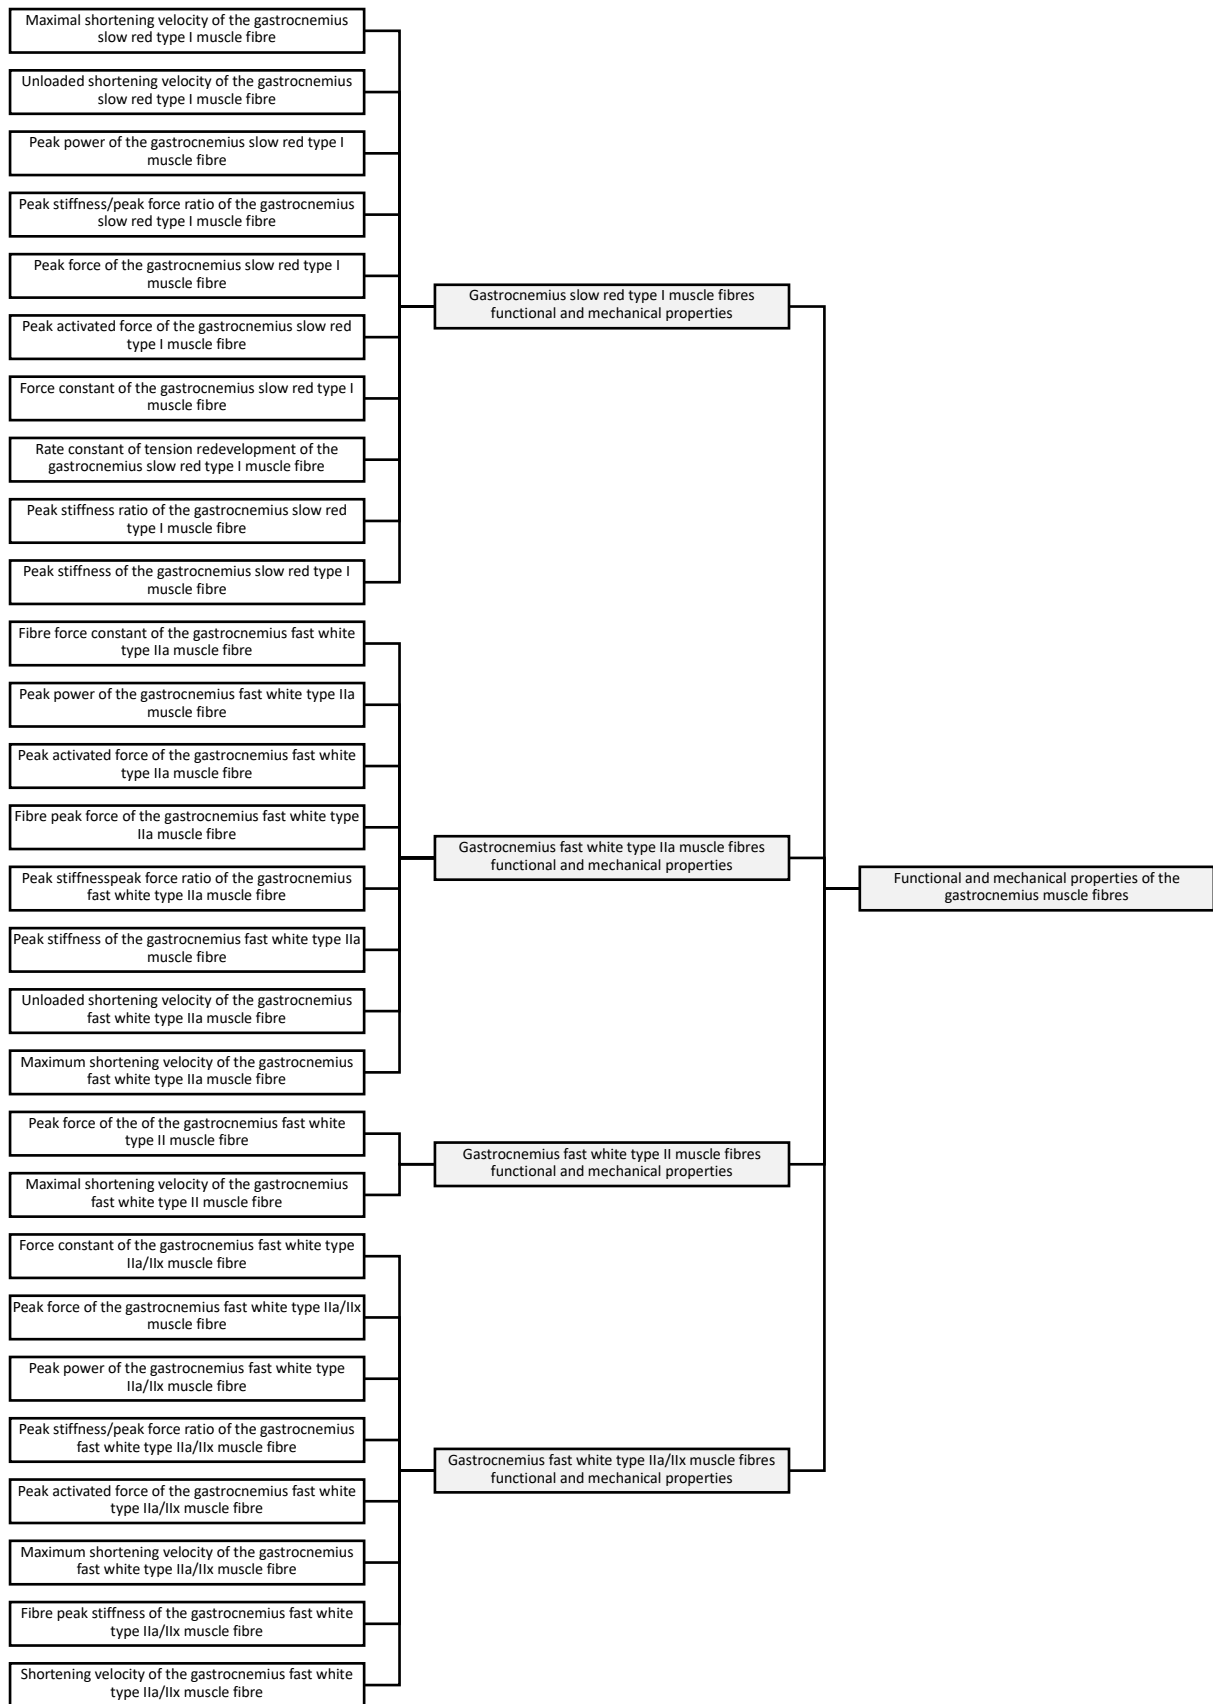 Maximal shortening velocity of the gastrocnemius
slow red type I muscle fibre
Unloaded shortening velocity of the gastrocnemius
slow red type I muscle fibre
Peak power of the gastrocnemius slow red type I
muscle fibre
Peak stiffness/peak force ratio of the gastrocnemius
slow red type I muscle fibre
Peak force of the gastrocnemius slow red type I
muscle fibre
Peak activated force of the gastrocnemius slow red
type I muscle fibre
Force constant of the gastrocnemius slow red type I
muscle fibre
Rate constant of tension redevelopment of the
gastrocnemius slow red type I muscle fibre
Peak stiffness ratio of the gastrocnemius slow red
type I muscle fibre
Peak stiffness of the gastrocnemius slow red type I
muscle fibre
Fibre force constant of the gastrocnemius fast white
type IIa muscle fibre
Peak power of the gastrocnemius fast white type IIa
muscle fibre
Peak activated force of the gastrocnemius fast white
type IIa muscle fibre
Fibre peak force of the gastrocnemius fast white type
IIa muscle fibre
Peak stiffnesspeak force ratio of the gastrocnemius
fast white type IIa muscle fibre
Peak stiffness of the gastrocnemius fast white type IIa
muscle fibre
Unloaded shortening velocity of the gastrocnemius
fast white type IIa muscle fibre
Maximum shortening velocity of the gastrocnemius
fast white type IIa muscle fibre
Peak force of the of the gastrocnemius fast white
type II muscle fibre
Maximal shortening velocity of the gastrocnemius
fast white type II muscle fibre
Force constant of the gastrocnemius fast white type
IIa/IIx muscle fibre
Peak force of the gastrocnemius fast white type IIa/IIx
muscle fibre
Peak power of the gastrocnemius fast white type
IIa/IIx muscle fibre
Peak stiffness/peak force ratio of the gastrocnemius
fast white type IIa/IIx muscle fibre
Peak activated force of the gastrocnemius fast white
type IIa/IIx muscle fibre
Maximum shortening velocity of the gastrocnemius
fast white type IIa/IIx muscle fibre
Fibre peak stiffness of the gastrocnemius fast white
type IIa/IIx muscle fibre
Shortening velocity of the gastrocnemius fast white
type IIa/IIx muscle fibre
Gastrocnemius slow red type I muscle fibres
functional and mechanical properties
Gastrocnemius fast white type IIa muscle fibres
functional and mechanical properties
Gastrocnemius fast white type II muscle fibres
functional and mechanical properties
Gastrocnemius fast white type IIa/IIx muscle fibres
functional and mechanical properties
Functional and mechanical properties of the
gastrocnemius muscle fibres